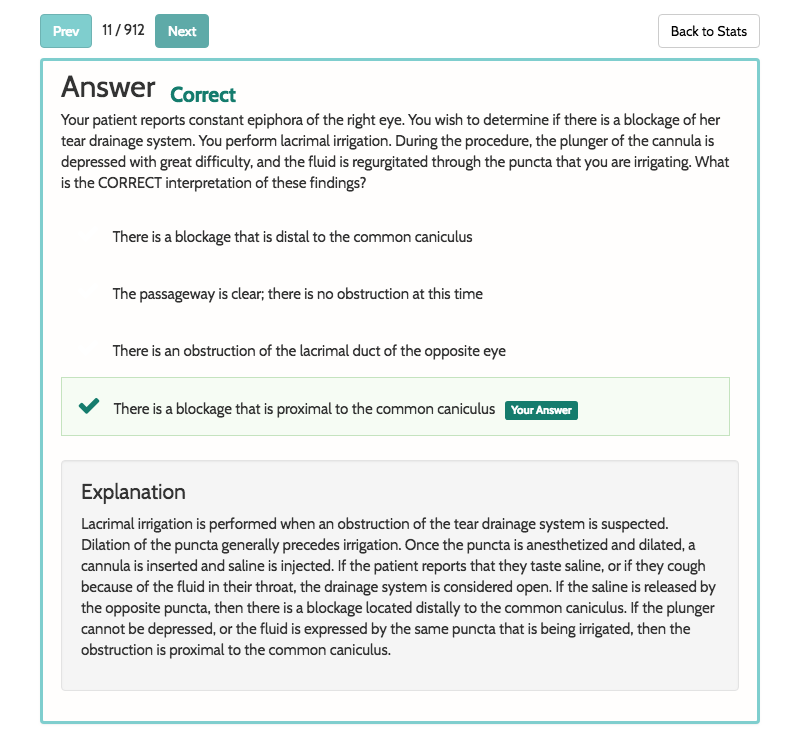 Prev 11 / 912 Next Back to Stats
Answer Correct
Your patient reports constant epiphora of the right eye. You wish to determine if there is a blockage of her
tear drainage system. You perform lacrimal irrigation. During the procedure, the plunger of the cannula is
depressed with great difficulty, and the fluid is regurgitated through the puncta that you are irrigating. What
is the CORRECT interpretation of these findings?
There is a blockage that is distal to the common caniculus
The passageway is clear; there is no obstruction at this time
There is an obstruction of the lacrimal duct of the opposite eye
There is a blockage that is proximal to the common caniculus Your Answer
Explanation
Lacrimal irrigation is performed when an obstruction of the tear drainage system is suspected.
Dilation of the puncta generally precedes irrigation. Once the puncta is anesthetized and dilated, a
cannula is inserted and saline is injected. If the patient reports that they taste saline, or if they cough
because of the fluid in their throat, the drainage system is considered open. If the saline is released by
the opposite puncta, then there is a blockage located distally to the common caniculus. If the plunger
cannot be depressed, or the fluid is expressed by the same puncta that is being irrigated, then the
obstruction is proximal to the common caniculus.